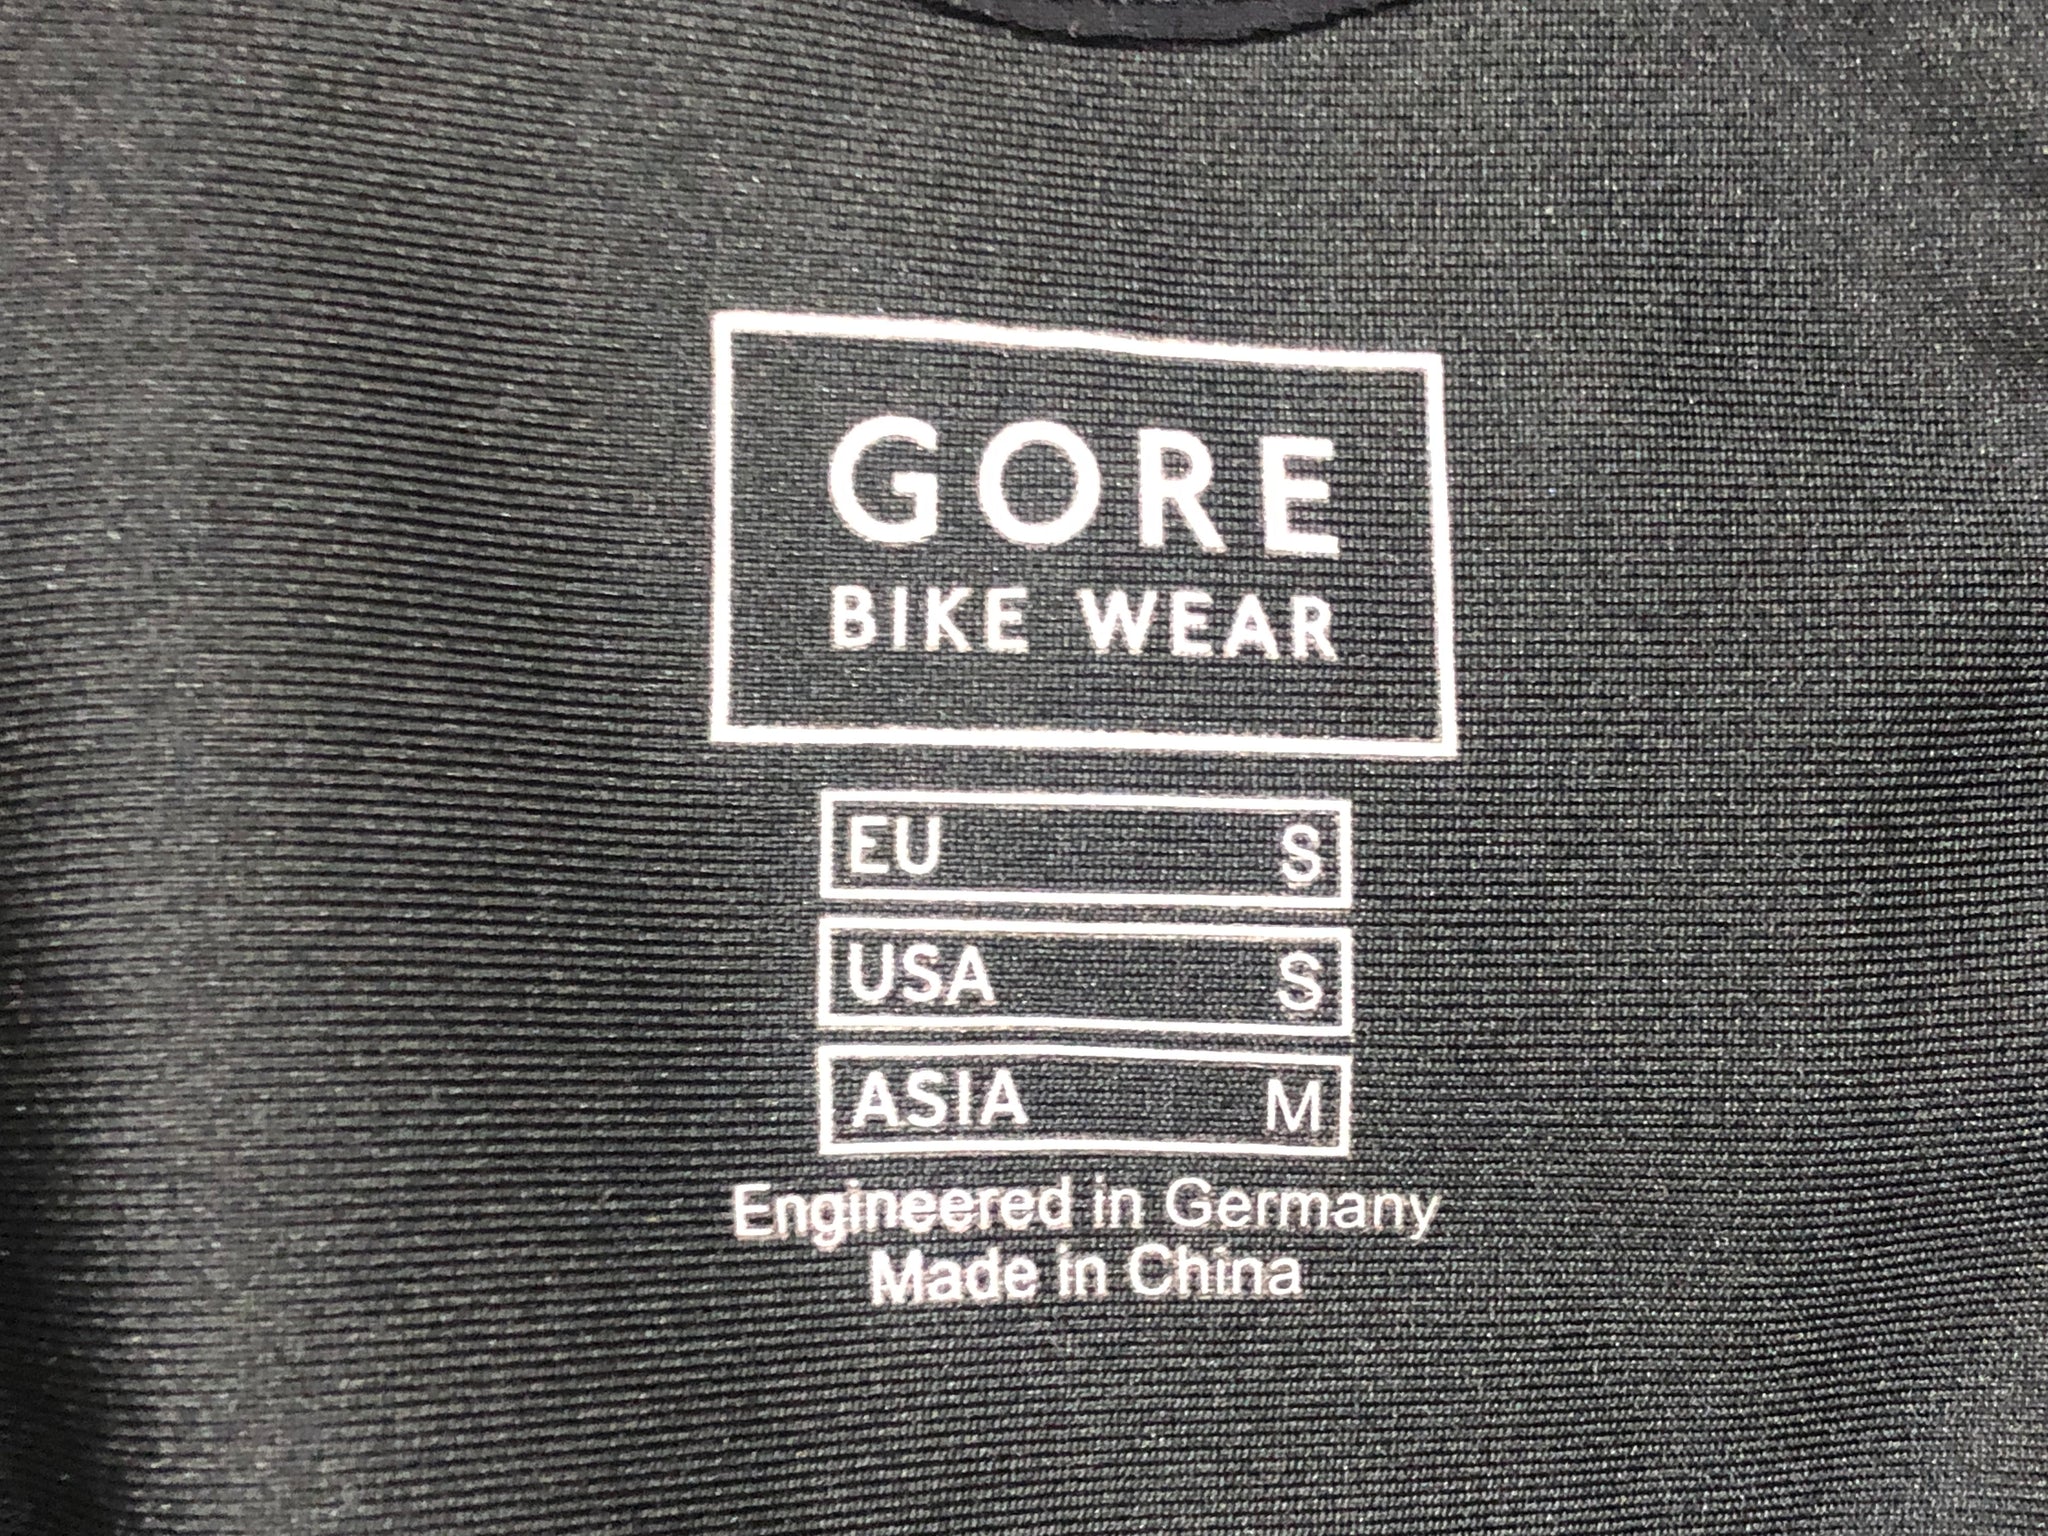 GORE
BIKE WEAR
EU S
USA S
ASIA M
Engineered in Germany
Made in China